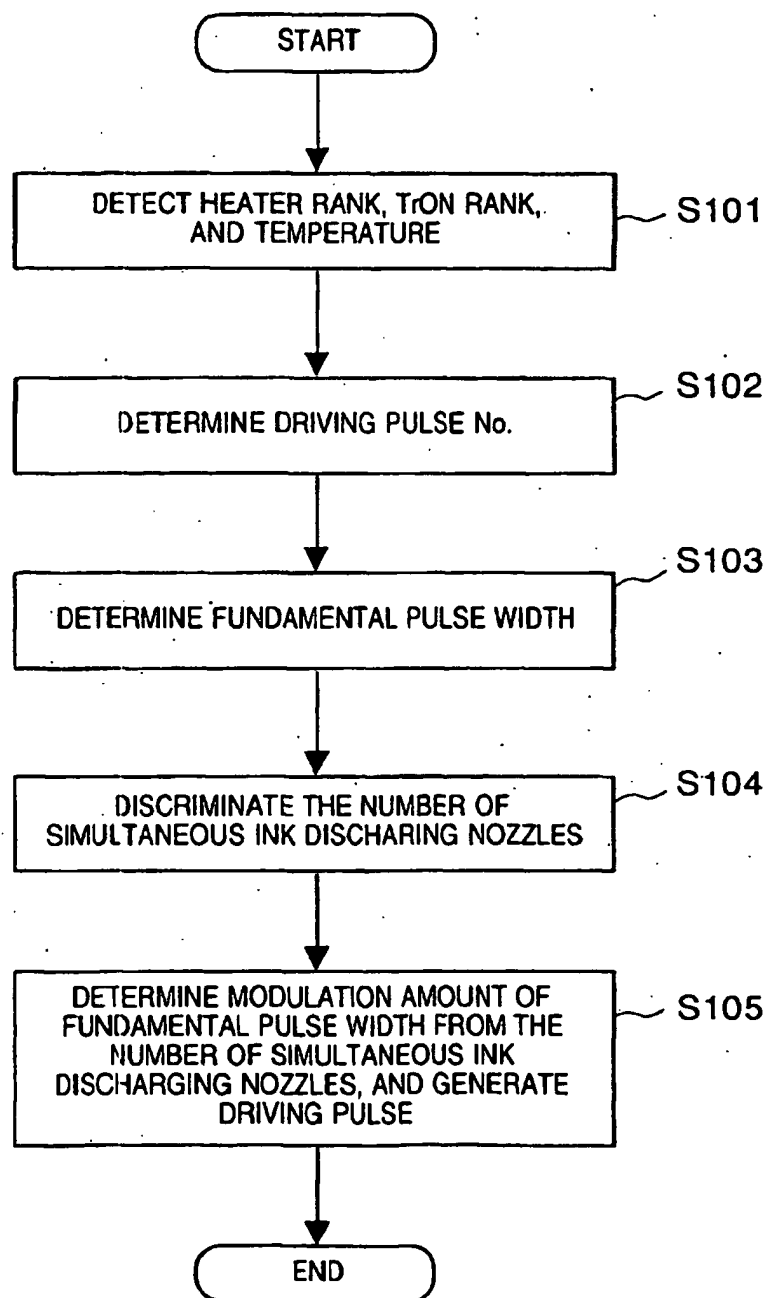 START
DETECT HEATER RANK, TrON RANK,
AND TEMPERATURE
S101
DETERMINE DRIVING PULSE No.
S102
DETERMINE FUNDAMENTAL PULSE WIDTH
S103
DISCRIMINATE THE NUMBER OF
SIMULTANEOUS INK DISCHARING NOZZLES
S104
DETERMINE MODULATION AMOUNT OF
FUNDAMENTAL PULSE WIDTH FROM THE
NUMBER OF SIMULTANEOUS INK
DISCHARGING NOZZLES, AND GENERATE
DRIVING PULSE
S105
END